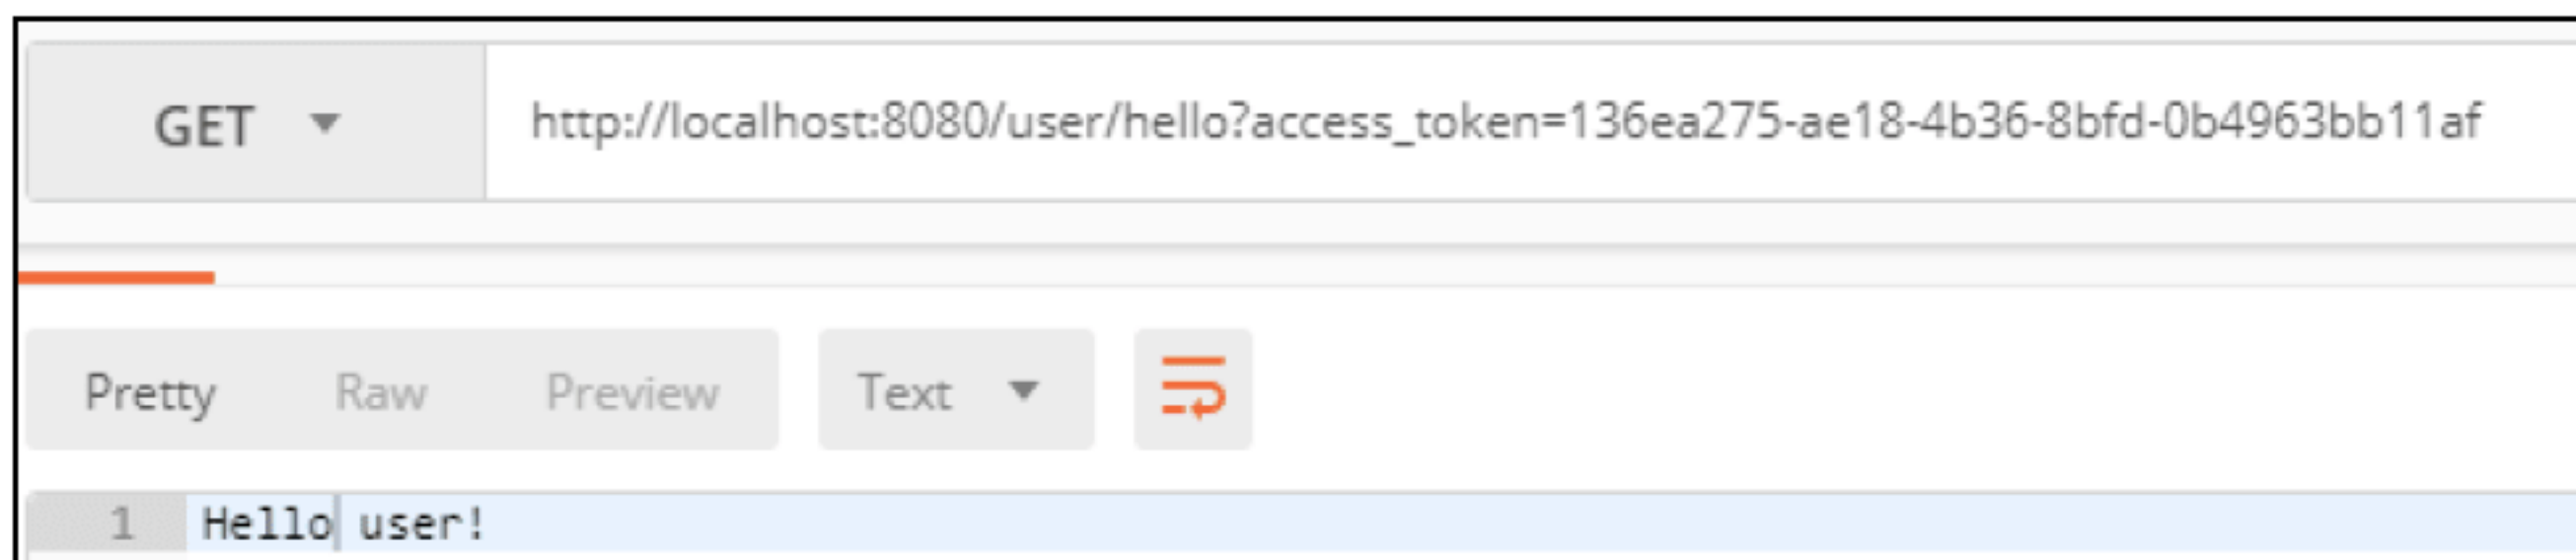 GET http://localhost:8080/user/hello?access_token=136ea275-ae18-4b36-8bfd-0b4963bb11af
Pretty Raw Preview Text
1 Hello user!